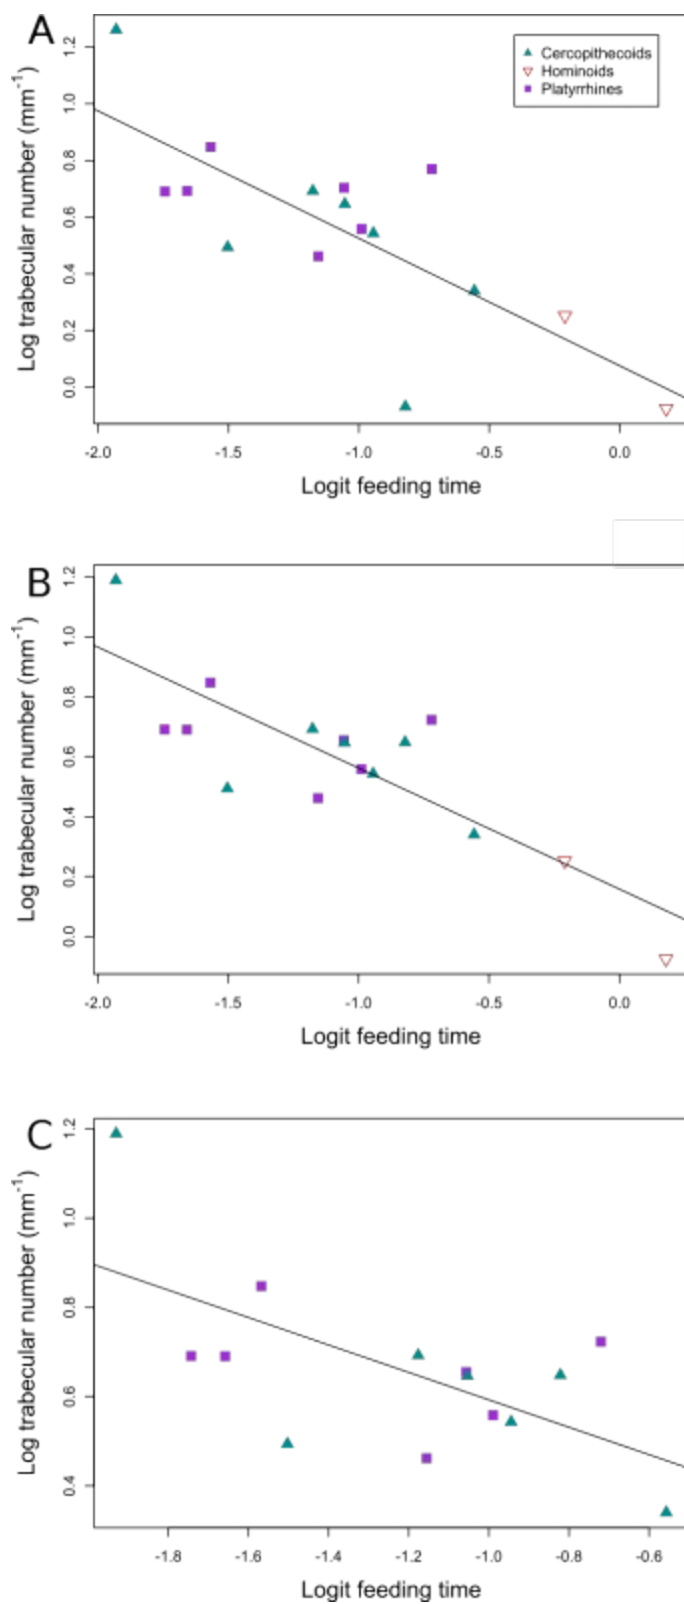 A
Cercopithecoids
Hominoids
Platyrrhines
Log trabecular number (mm⁻¹)
1.2
1.0
0.8
0.6
0.4
0.2
0.0
-2.0 -1.5 -1.0 -0.5 0.0
Logit feeding time
B
Log trabecular number (mm⁻¹)
1.2
1.0
0.8
0.6
0.4
0.2
0.0
-2.0 -1.5 -1.0 -0.5 0.0
Logit feeding time
C
Log trabecular number (mm⁻¹)
1.2
1.0
0.8
0.6
0.4
-1.8 -1.6 -1.4 -1.2 -1.0 -0.8 -0.6
Logit feeding time